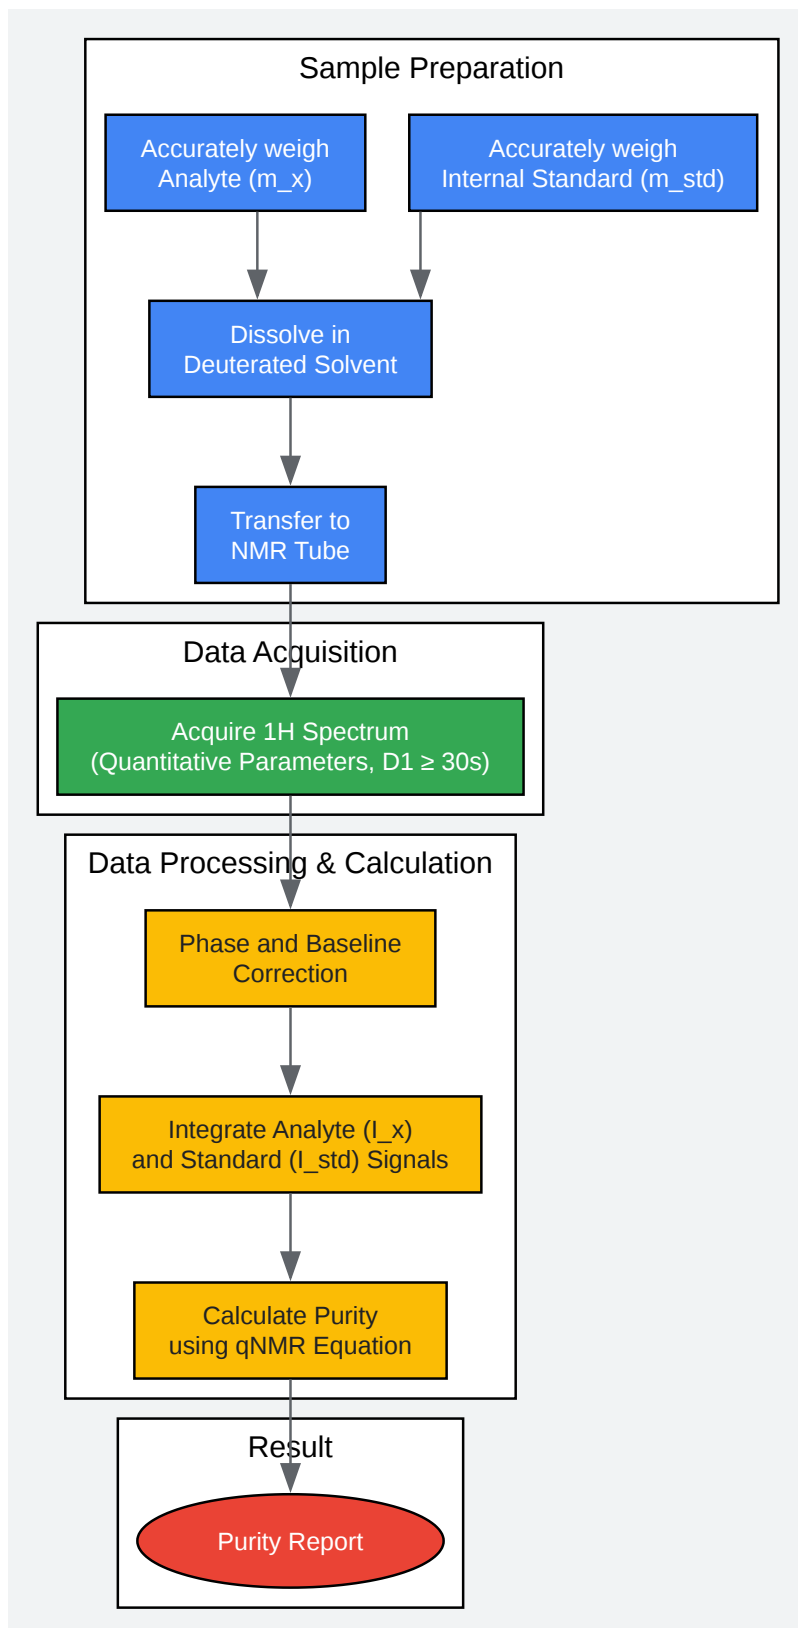 Sample Preparation
Accurately weigh
Analyte (m_x)
Accurately weigh
Internal Standard (m_std)
Dissolve in
Deuterated Solvent
Transfer to
NMR Tube
Data Acquisition
Acquire 1H Spectrum
(Quantitative Parameters, D1 ≥ 30s)
Data Processing & Calculation
Phase and Baseline
Correction
Integrate Analyte (I_x)
and Standard (I_std) Signals
Calculate Purity
using qNMR Equation
Result
Purity Report